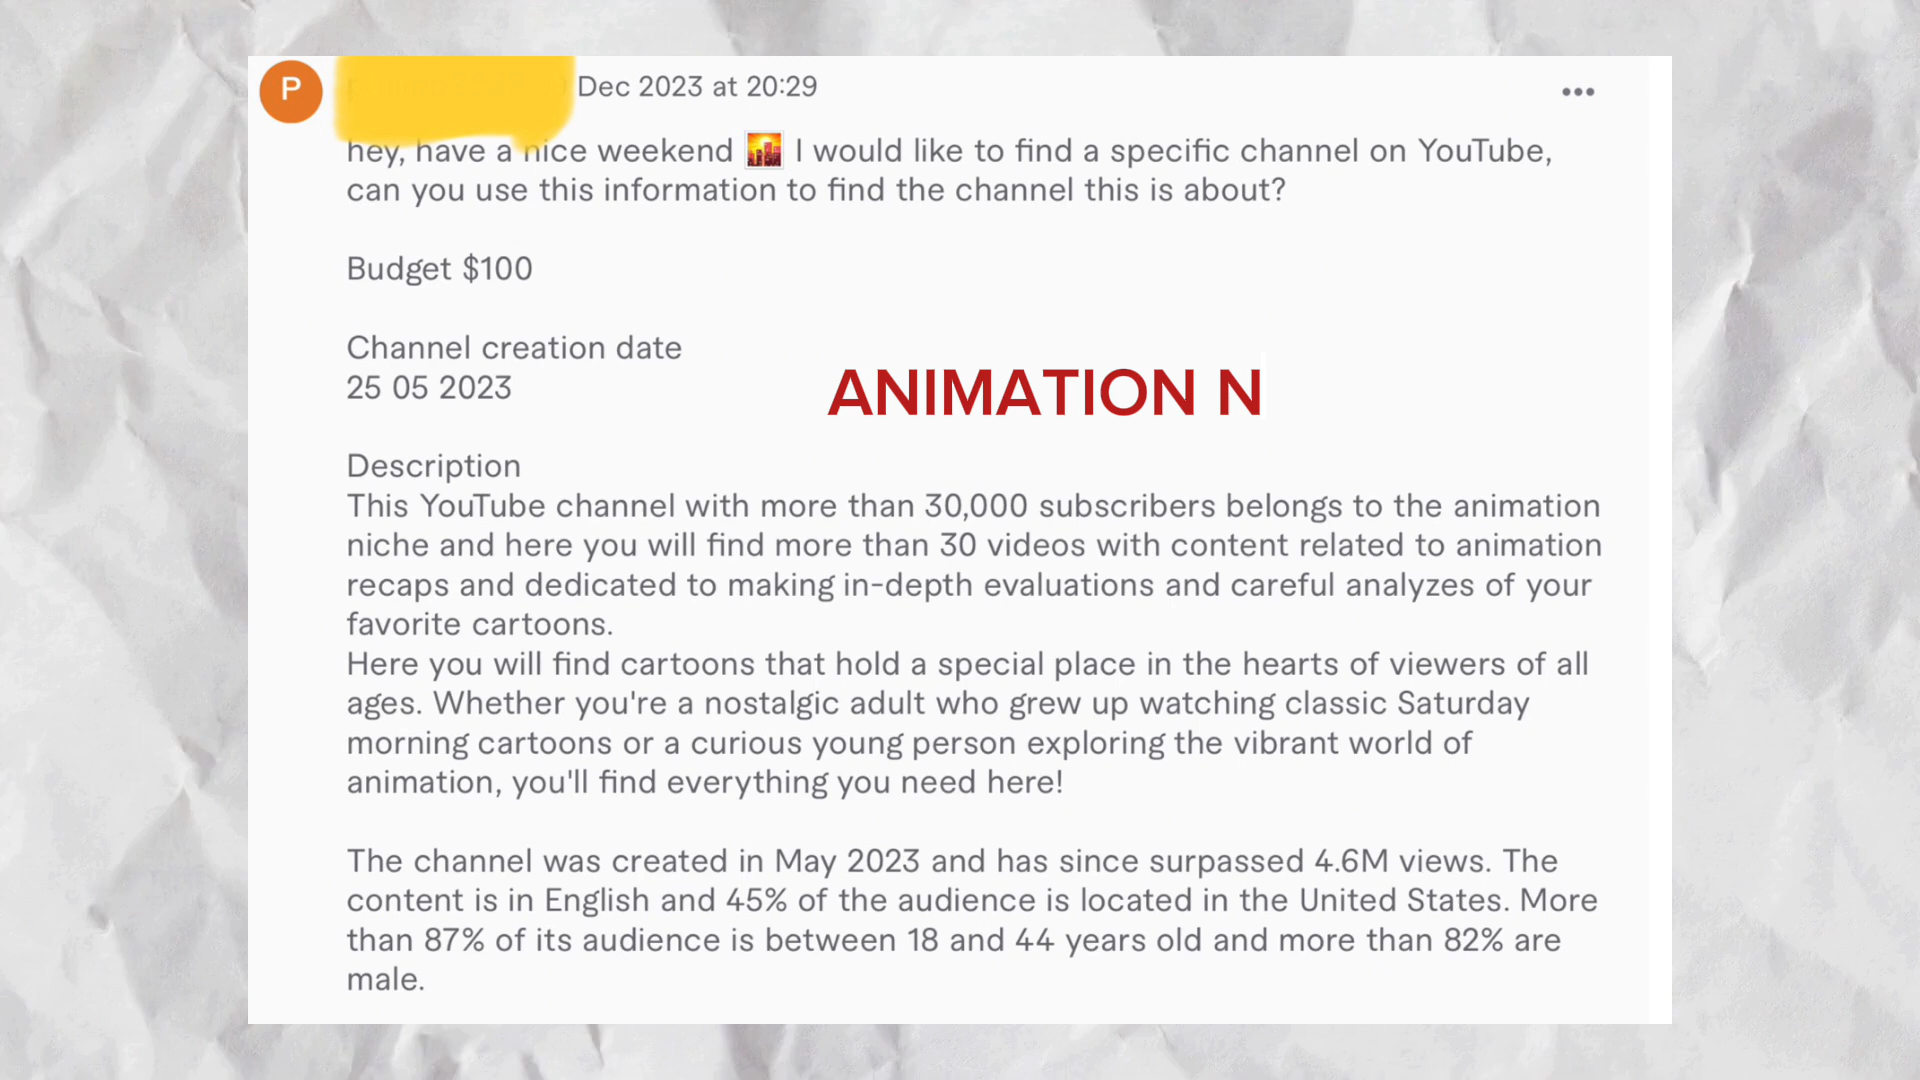 P
Dec 2023 at 20:29
hey, have a nice weekend 🌇 I would like to find a specific channel on YouTube,
can you use this information to find the channel this is about?
Budget $100
Channel creation date
25 05 2023
ANIMATION N
Description
This YouTube channel with more than 30,000 subscribers belongs to the animation
niche and here you will find more than 30 videos with content related to animation
recaps and dedicated to making in-depth evaluations and careful analyzes of your
favorite cartoons.
Here you will find cartoons that hold a special place in the hearts of viewers of all
ages. Whether you're a nostalgic adult who grew up watching classic Saturday
morning cartoons or a curious young person exploring the vibrant world of
animation, you'll find everything you need here!
The channel was created in May 2023 and has since surpassed 4.6M views. The
content is in English and 45% of the audience is located in the United States. More
than 87% of its audience is between 18 and 44 years old and more than 82% are
male.